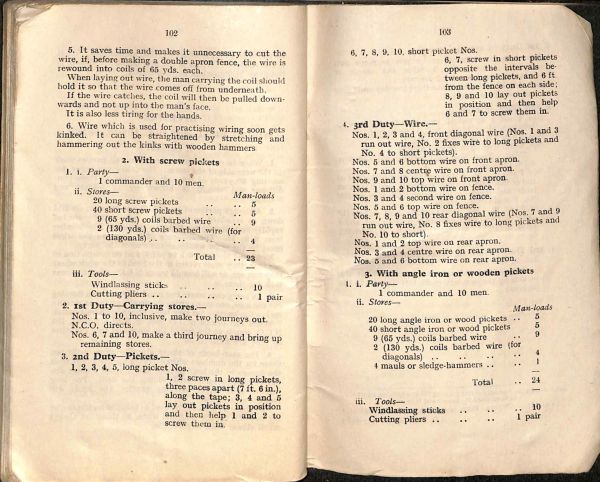 102
5. It saves time and makes it unnecessary to cut the
wire, if, before making a double apron fence, the wire is
rewound into coils of 65 yds. each.
When laying out wire, the man carrying the coil should
hold it so that the wire comes off from underneath.
If the wire catches, the coil will then be pulled down-
wards and not up into the man's face.
It is also less tiring for the hands.
6. Wire which is used for practising wiring soon gets
kinked. It can be straightened by stretching and
hammering out the kinks with wooden hammers
2. With screw pickets
1. i. Party—
1 commander and 10 men.
ii. Stores— Man-loads
20 long screw pickets .. 5
40 short screw pickets .. 5
9 (65 yds.) coils barbed wire .. 9
2 (130 yds.) coils barbed wire (for
diagonals) .. .. .. 4
Total .. 23
iii. Tools—
Windlassing sticks .. .. .. 10
Cutting pliers .. .. .. 1 pair
2. 1st Duty—Carrying stores.—
Nos. 1 to 10, inclusive, make two journeys out.
N.C.O. directs.
Nos. 6, 7 and 10, make a third journey and bring up
remaining stores.
3. 2nd Duty—Pickets.—
1, 2, 3, 4, 5, long picket Nos.
1, 2 screw in long pickets,
three paces apart (7 ft. 6 in.),
along the tape; 3, 4 and 5
lay out pickets in position
and then help 1 and 2 to
screw them in.
103
6, 7, 8, 9, 10. short picket Nos.
6, 7, screw in short pickets
opposite the intervals be-
tween long pickets, and 6 ft
from the fence on each side;
8, 9 and 10 lay out pickets
in position and then help
6 and 7 to screw them in.
4. 3rd Duty—Wire.—
Nos. 1, 2, 3 and 4, front diagonal wire (Nos. 1 and 3
run out wire, No. 2 fixes wire to long pickets and
No. 4 to short pickets).
Nos. 5 and 6 bottom wire on front apron.
Nos. 7 and 8 centre wire on front apron.
Nos. 9 and 10 top wire on front apron.
Nos. 1 and 2 bottom wire on fence.
Nos. 3 and 4 second wire on fence.
Nos. 5 and 6 top wire on fence.
Nos. 7, 8, 9 and 10 rear diagonal wire (Nos. 7 and 9
run out wire, No. 8 fixes wire to long pickets and
No. 10 to short).
Nos. 1 and 2 top wire on rear apron.
Nos. 3 and 4 centre wire on rear apron.
Nos. 5 and 6 bottom wire on rear apron.
3. With angle iron or wooden pickets
1. i. Party—
1 commander and 10 men.
ii. Stores—
Man-loads
20 long angle iron or wood pickets .. 5
40 short angle iron or wood pickets 5
9 (65 yds.) coils barbed wire .. 9
2 (130 yds.) coils barbed wire (for
diagonals) .. .. .. .. 4
4 mauls or sledge-hammers .. .. 1
Total .. 24
iii. Tools—
Windlassing sticks .. .. .. 10
Cutting pliers .. .. .. 1 pair